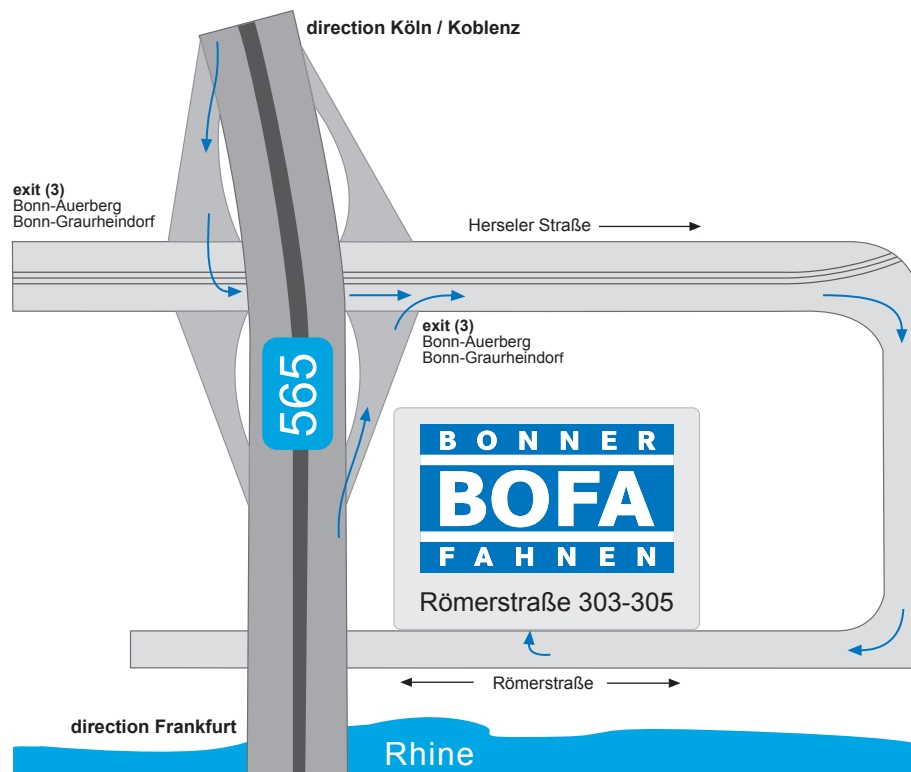 direction Köln / Koblenz
exit (3)
Bonn-Auerberg
Bonn-Graurheindorf
Herseler Straße
exit (3)
Bonn-Auerberg
Bonn-Graurheindorf
565
BONNER
BOFA
FAHNEN
Römerstraße 303-305
Römerstraße
direction Frankfurt
Rhine